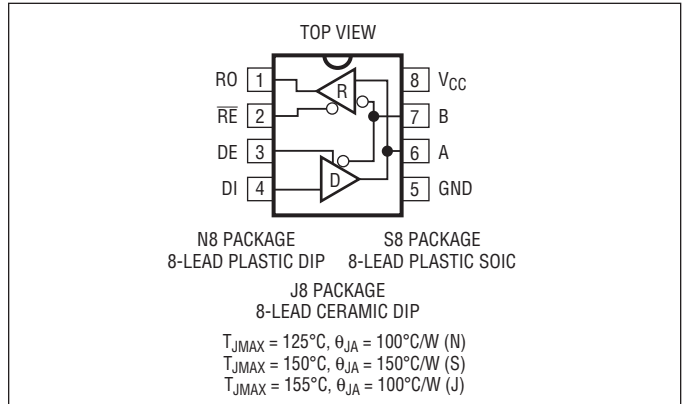 TOP VIEW
RO 1
R̅E̅ 2
DE 3
DI 4
8 VCC
7 B
6 A
5 GND
R
D
N8 PACKAGE
8-LEAD PLASTIC DIP
S8 PACKAGE
8-LEAD PLASTIC SOIC
J8 PACKAGE
8-LEAD CERAMIC DIP
TJMAX = 125°C, θJA = 100°C/W (N)
TJMAX = 150°C, θJA = 150°C/W (S)
TJMAX = 155°C, θJA = 100°C/W (J)